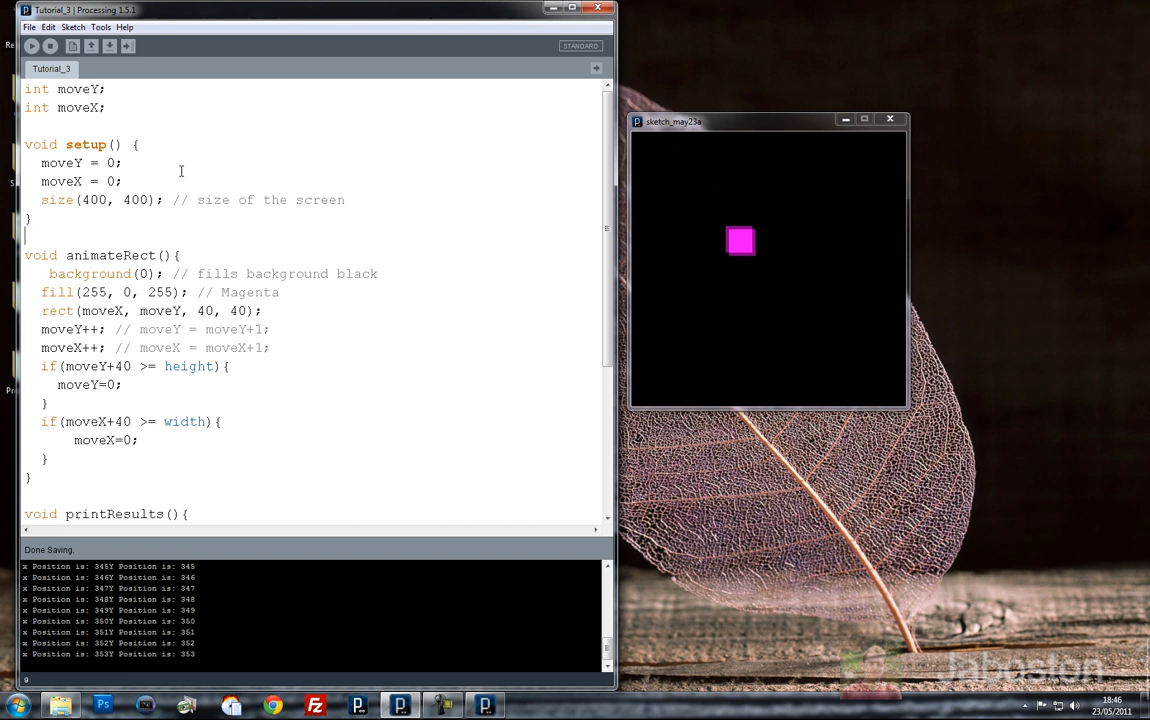 Tutorial_3 | Processing 1.5.1
File Edit Sketch Tools Help
STANDARD
Tutorial_3
int moveY;
int moveX;
void setup() {
moveY = 0;
moveX = 0;
size(400, 400); // size of the screen
}
void animateRect(){
background(0); // fills background black
fill(255, 0, 255); // Magenta
rect(moveX, moveY, 40, 40);
moveY++; // moveY = moveY+1;
moveX++; // moveX = moveX+1;
if(moveY+40 >= height){
moveY=0;
}
if(moveX+40 >= width){
moveX=0;
}
}
void printResults(){
Done Saving.
x Position is: 345Y Position is: 345
x Position is: 346Y Position is: 346
x Position is: 347Y Position is: 347
x Position is: 348Y Position is: 348
x Position is: 349Y Position is: 349
x Position is: 350Y Position is: 350
x Position is: 351Y Position is: 351
x Position is: 352Y Position is: 352
x Position is: 353Y Position is: 353
9
sketch_may23a
Re
S
Pr
Ps
Fz
18:46
23/05/2011